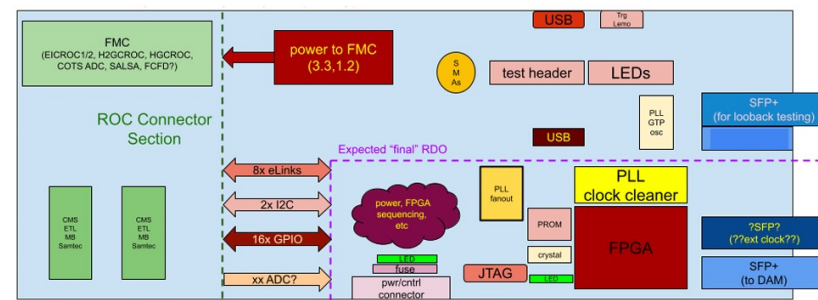 FMC
(EICROC1/2, H2GCROC, HGCROC,
COTS ADC, SALSA, FCFD?)
power to FMC
(3.3,1.2)
USB
Trg
Lemo
S
M
As
test header
LEDs
PLL
GTP
osc
SFP+
(for looback testing)
ROC Connector
Section
USB
Expected “final” RDO
8x eLinks
2x I2C
16x GPIO
xx ADC?
CMS
ETL
MB
Samtec
CMS
ETL
MB
Samtec
power, FPGA
sequencing,
etc
LED
fuse
pwr/cntrl
connector
PLL
fanout
PROM
crystal
LED
JTAG
PLL
clock cleaner
FPGA
?SFP?
(??ext clock??)
SFP+
(to DAM)